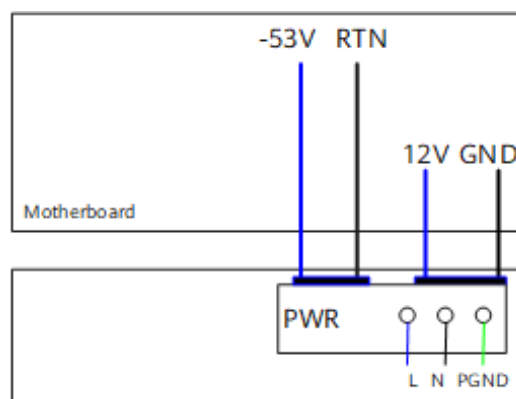 -53V RTN
12V GND
Motherboard
PWR
L N PGND